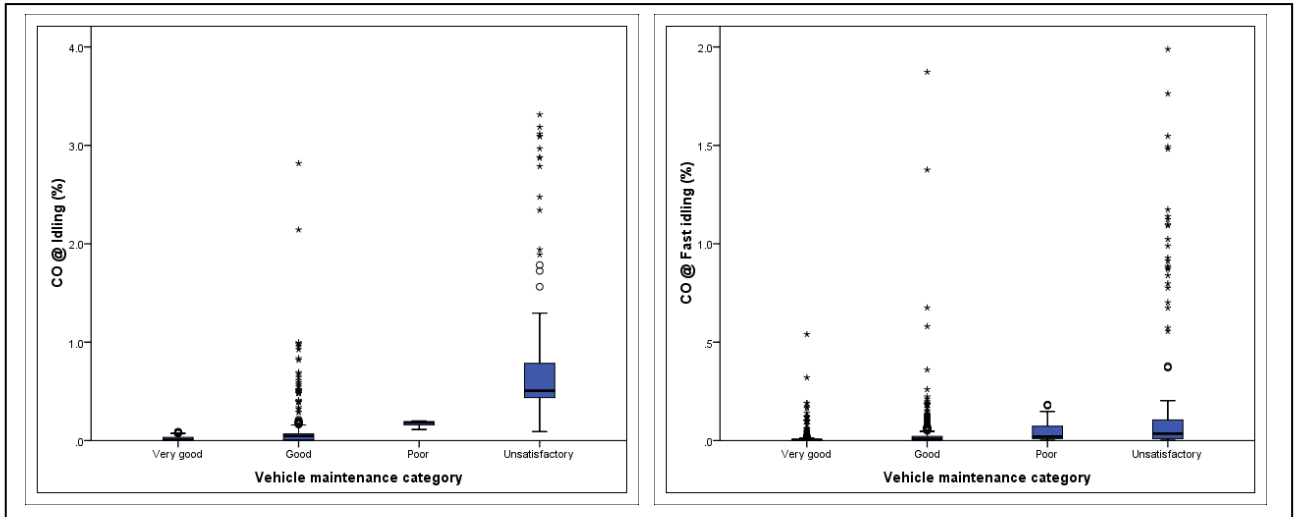 4.0
3.0
2.0
1.0
.0
CO @ Idling (%)
Very good Good Poor Unsatisfactory
Vehicle maintenance category
2.0
1.5
1.0
.5
.0
CO @ Fast idling (%)
Very good Good Poor Unsatisfactory
Vehicle maintenance category